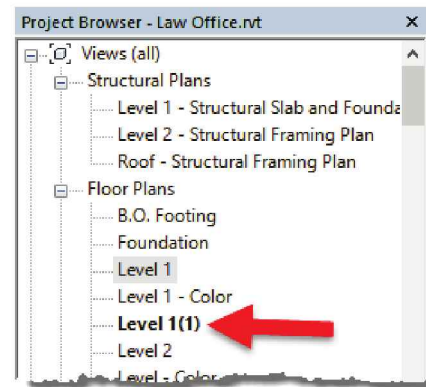 Project Browser - Law Office.rvt
Views (all)
Structural Plans
Level 1 - Structural Slab and Founda
Level 2 - Structural Framing Plan
Roof - Structural Framing Plan
Floor Plans
B.O. Footing
Foundation
Level 1
Level 1 - Color
Level 1(1)
Level 2
Level - Color